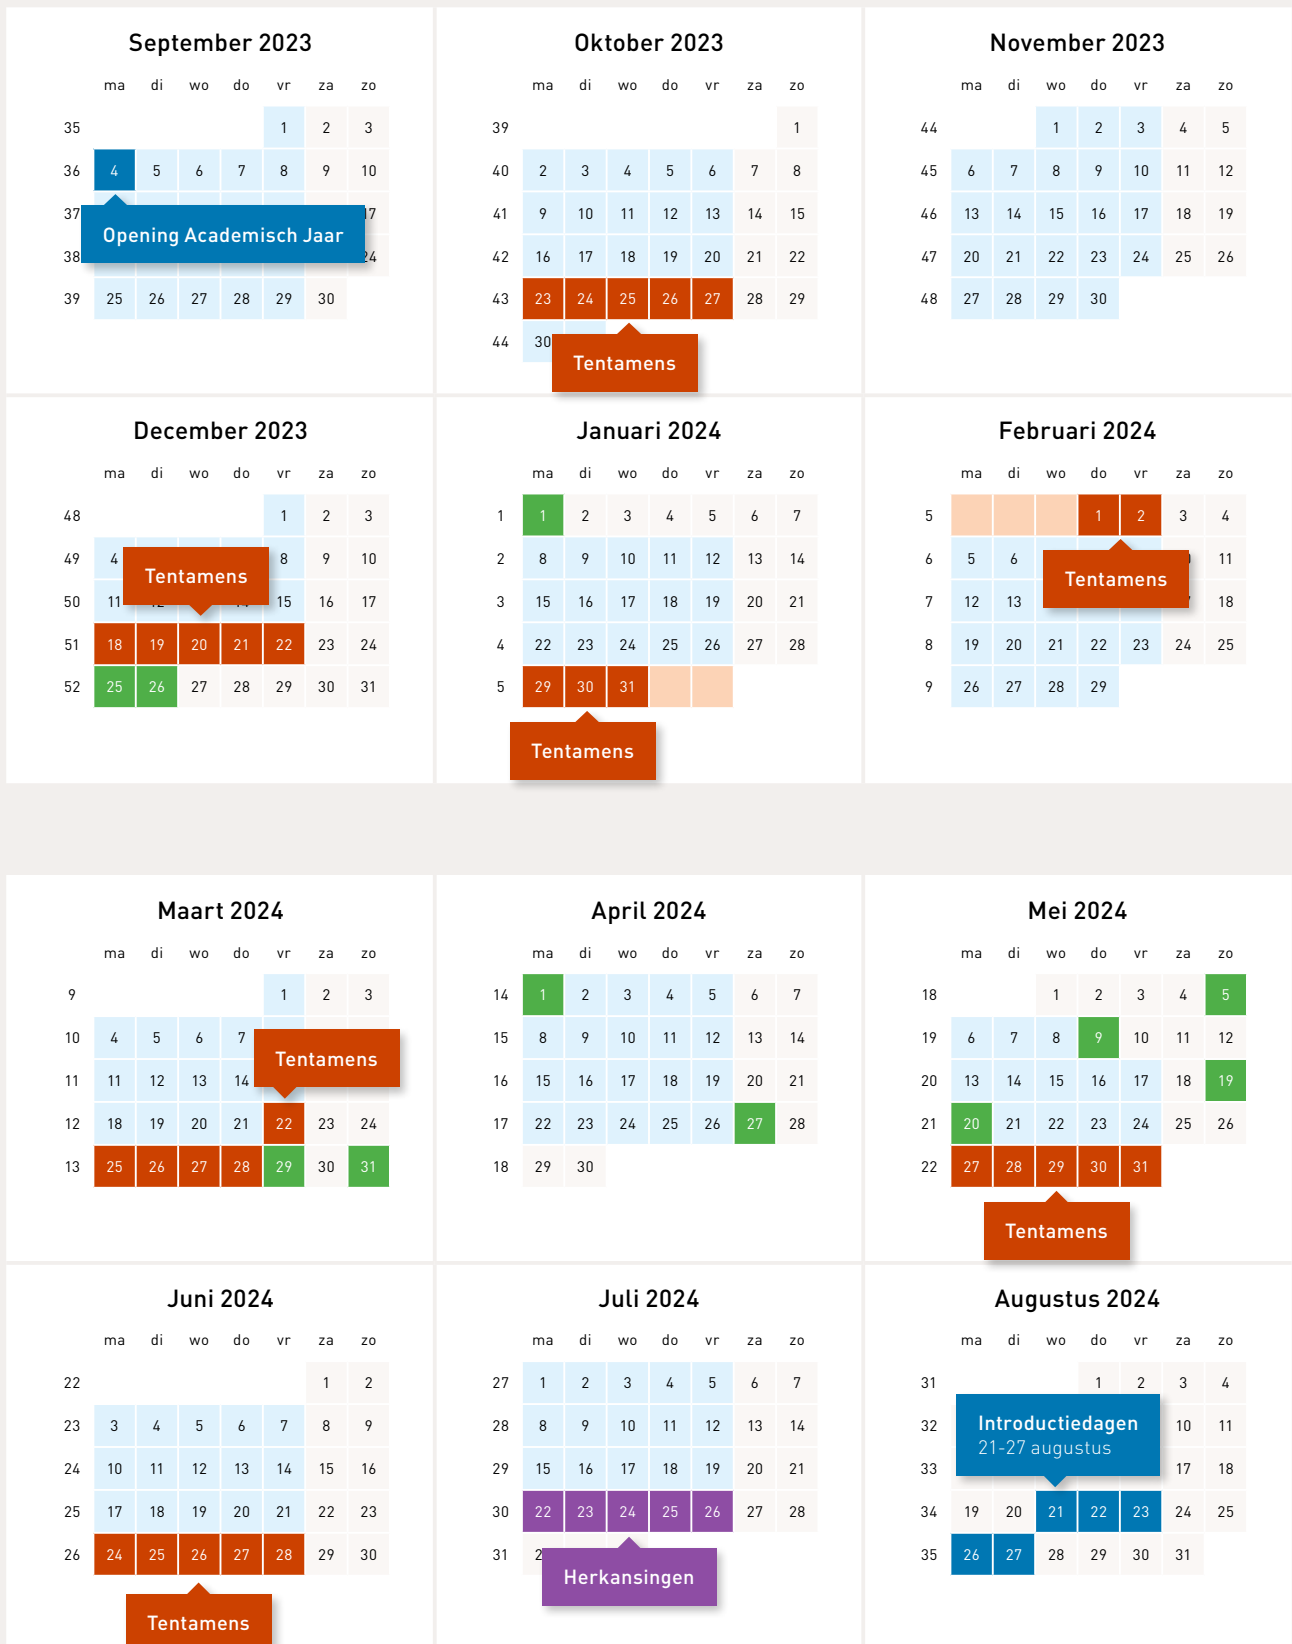 September 2023
ma di wo do vr za zo
35 1 2 3
36 4 5 6 7 8 9 10
37 17
Opening Academisch Jaar
38 24
39 25 26 27 28 29 30
Oktober 2023
ma di wo do vr za zo
39 1
40 2 3 4 5 6 7 8
41 9 10 11 12 13 14 15
42 16 17 18 19 20 21 22
43 23 24 25 26 27 28 29
44 30
Tentamens
November 2023
ma di wo do vr za zo
44 1 2 3 4 5
45 6 7 8 9 10 11 12
46 13 14 15 16 17 18 19
47 20 21 22 23 24 25 26
48 27 28 29 30
December 2023
ma di wo do vr za zo
48 1 2 3
49 4 8 9 10
Tentamens
50 11 15 16 17
51 18 19 20 21 22 23 24
52 25 26 27 28 29 30 31
Januari 2024
ma di wo do vr za zo
1 1 2 3 4 5 6 7
2 8 9 10 11 12 13 14
3 15 16 17 18 19 20 21
4 22 23 24 25 26 27 28
5 29 30 31
Tentamens
Februari 2024
ma di wo do vr za zo
5 1 2 3 4
6 5 6 11
Tentamens
7 12 13 18
8 19 20 21 22 23 24 25
9 26 27 28 29
Maart 2024
ma di wo do vr za zo
9 1 2 3
10 4 5 6 7
Tentamens
11 11 12 13 14
12 18 19 20 21 22 23 24
13 25 26 27 28 29 30 31
April 2024
ma di wo do vr za zo
14 1 2 3 4 5 6 7
15 8 9 10 11 12 13 14
16 15 16 17 18 19 20 21
17 22 23 24 25 26 27 28
18 29 30
Mei 2024
ma di wo do vr za zo
18 1 2 3 4 5
19 6 7 8 9 10 11 12
20 13 14 15 16 17 18 19
21 20 21 22 23 24 25 26
22 27 28 29 30 31
Tentamens
Juni 2024
ma di wo do vr za zo
22 1 2
23 3 4 5 6 7 8 9
24 10 11 12 13 14 15 16
25 17 18 19 20 21 22 23
26 24 25 26 27 28 29 30
Tentamens
Juli 2024
ma di wo do vr za zo
27 1 2 3 4 5 6 7
28 8 9 10 11 12 13 14
29 15 16 17 18 19 20 21
30 22 23 24 25 26 27 28
31
Herkansingen
Augustus 2024
ma di wo do vr za zo
31 1 2 3 4
32 10 11
Introductiedagen
21-27 augustus
33 17 18
34 19 20 21 22 23 24 25
35 26 27 28 29 30 31